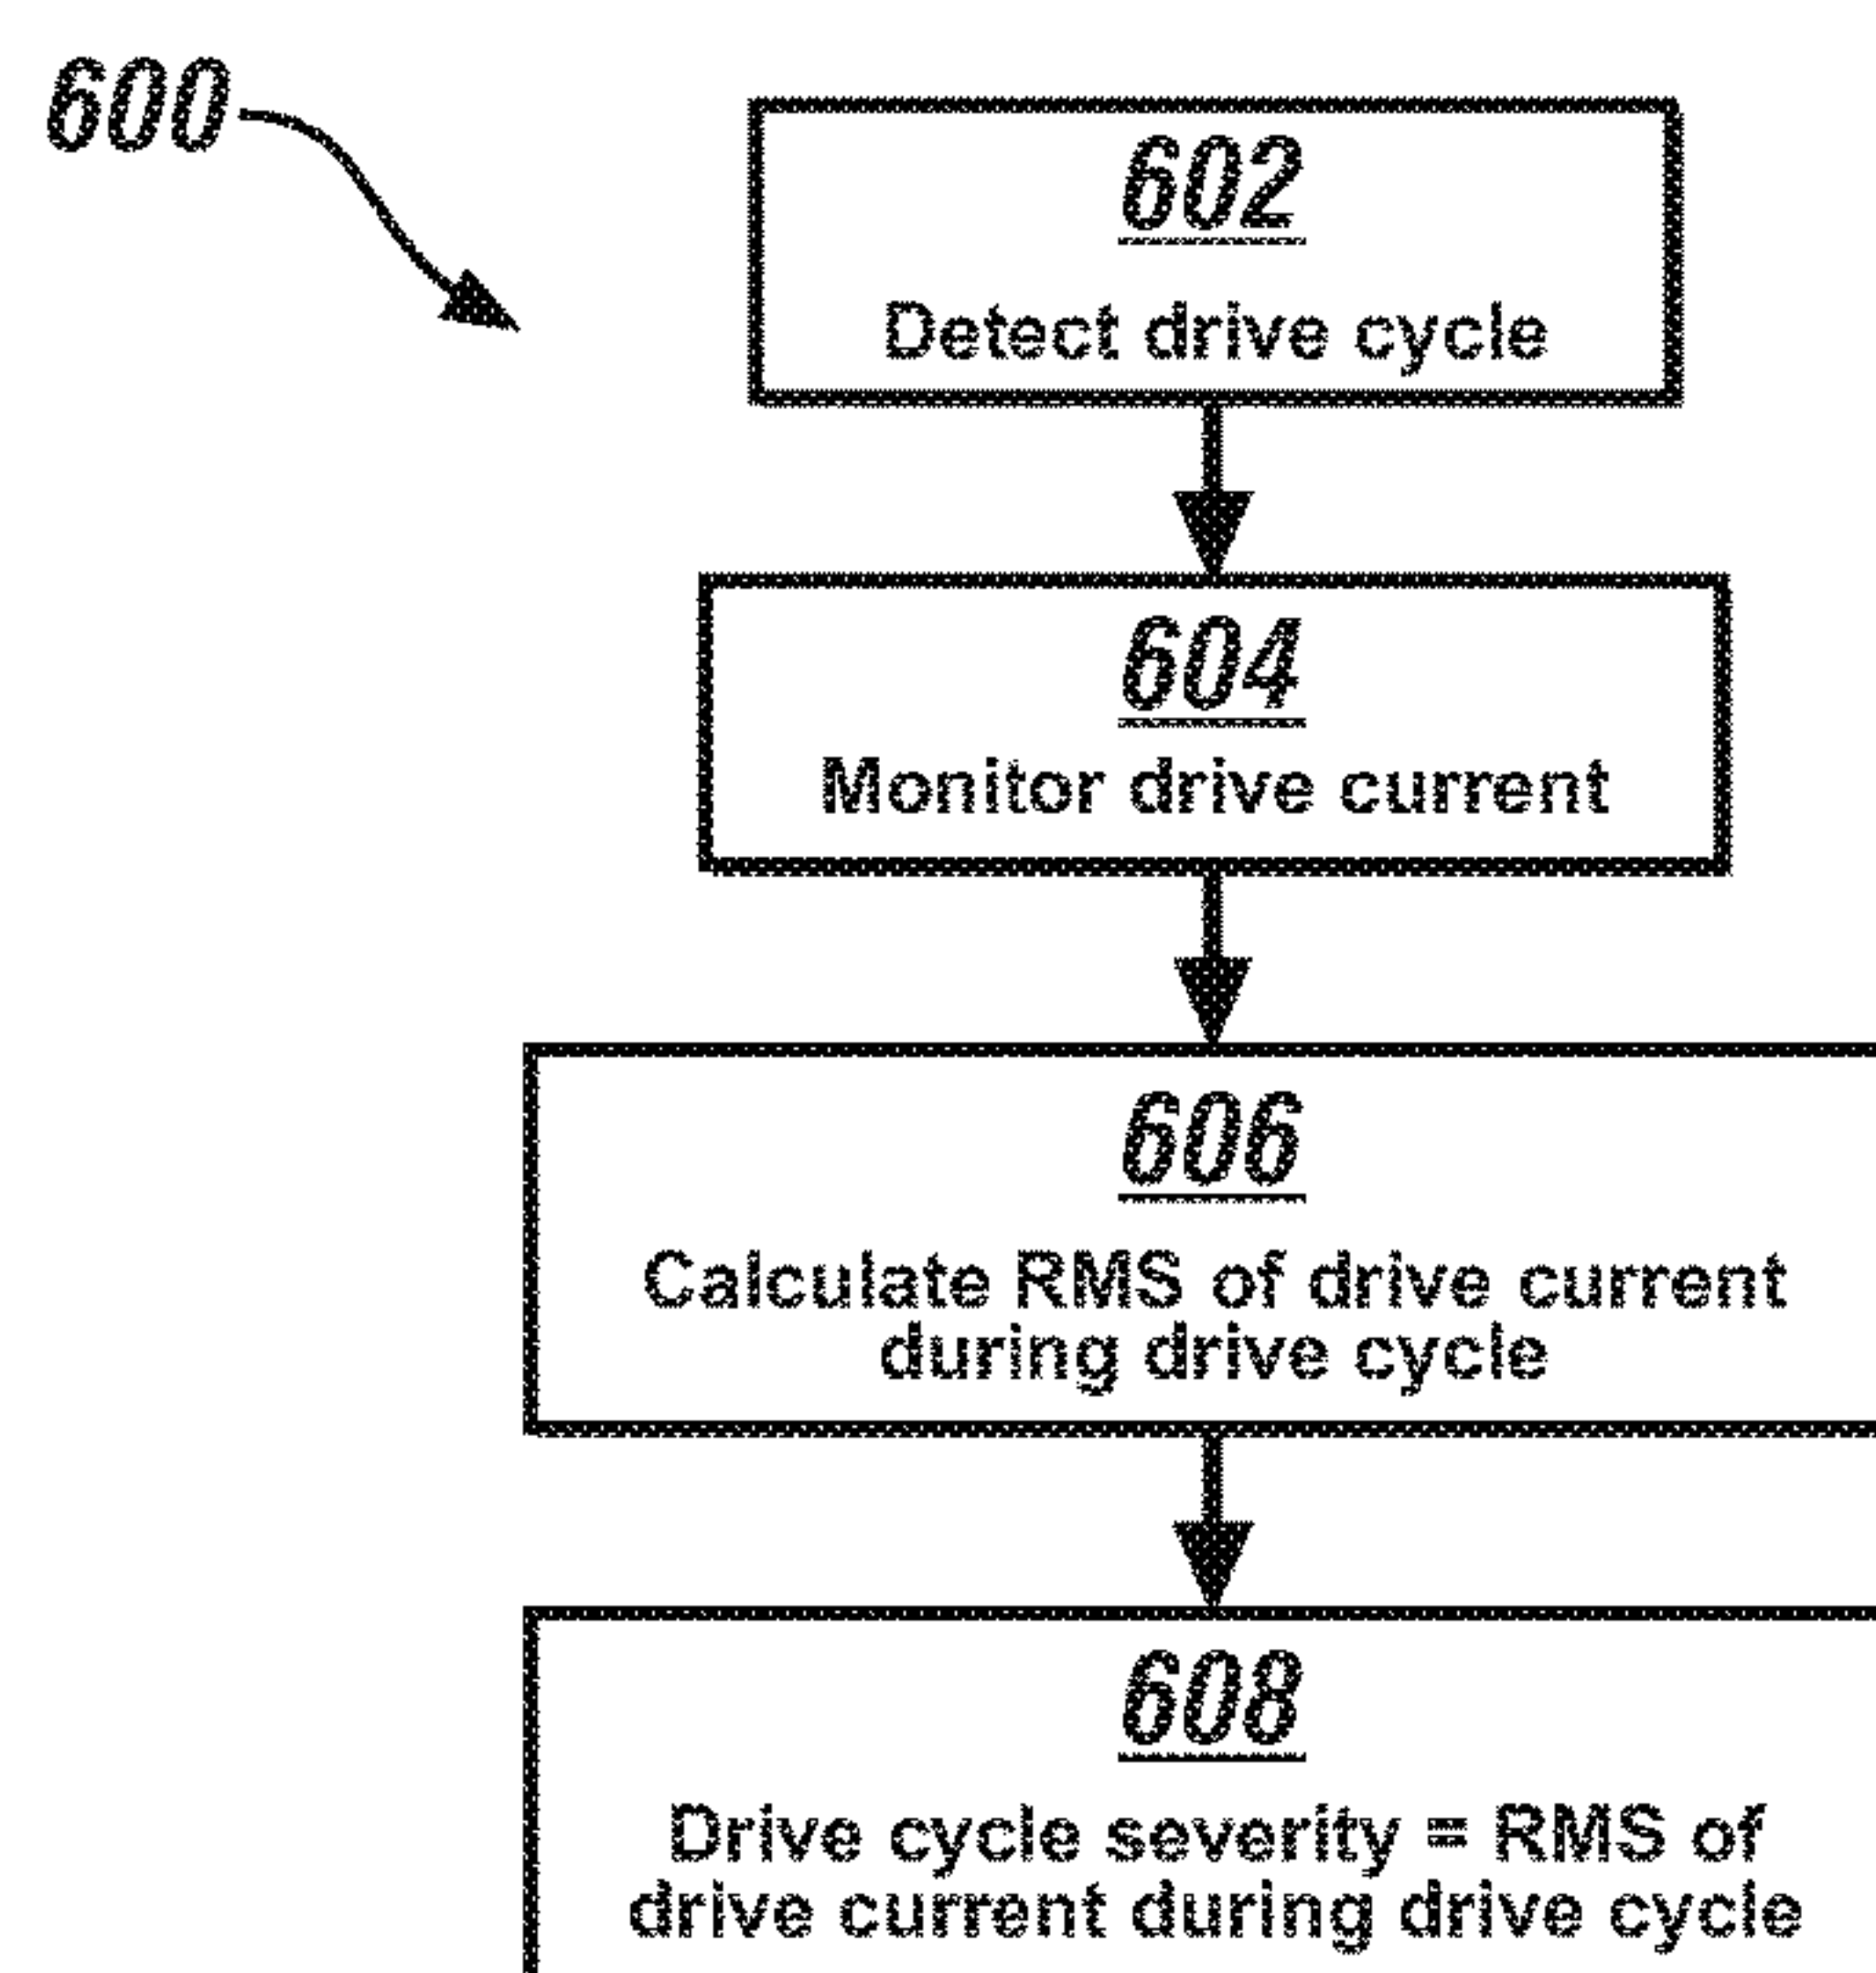 600
602
Detect drive cycle
604
Monitor drive current
606
Calculate RMS of drive current
during drive cycle
608
Drive cycle severity = RMS of
drive current during drive cycle